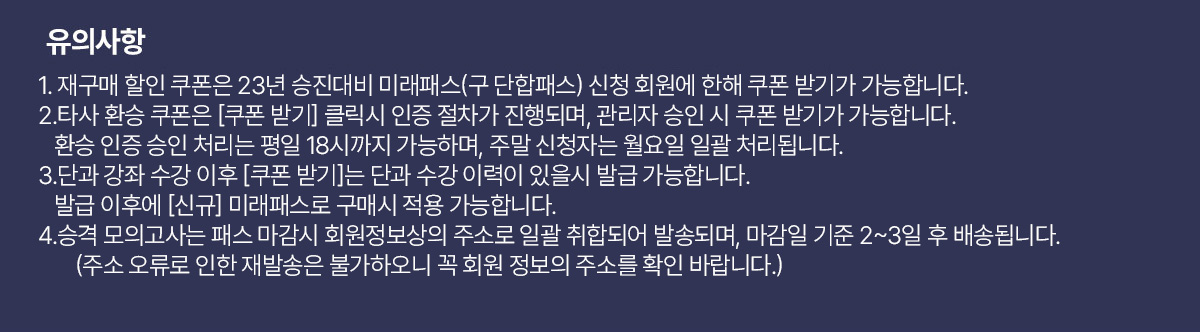 유의사항
1. 재구매 할인 쿠폰은 23년 승진대비 미래패스(구 단합패스) 신청 회원에 한해 쿠폰 받기가 가능합니다.
2.타사 환승 쿠폰은 [쿠폰 받기] 클릭시 인증 절차가 진행되며, 관리자 승인 시 쿠폰 받기가 가능합니다.
환승 인증 승인 처리는 평일 18시까지 가능하며, 주말 신청자는 월요일 일괄 처리됩니다.
3.단과 강좌 수강 이후 [쿠폰 받기]는 단과 수강 이력이 있을시 발급 가능합니다.
발급 이후에 [신규] 미래패스로 구매시 적용 가능합니다.
4.승격 모의고사는 패스 마감시 회원정보상의 주소로 일괄 취합되어 발송되며, 마감일 기준 2~3일 후 배송됩니다.
(주소 오류로 인한 재발송은 불가하오니 꼭 회원 정보의 주소를 확인 바랍니다.)